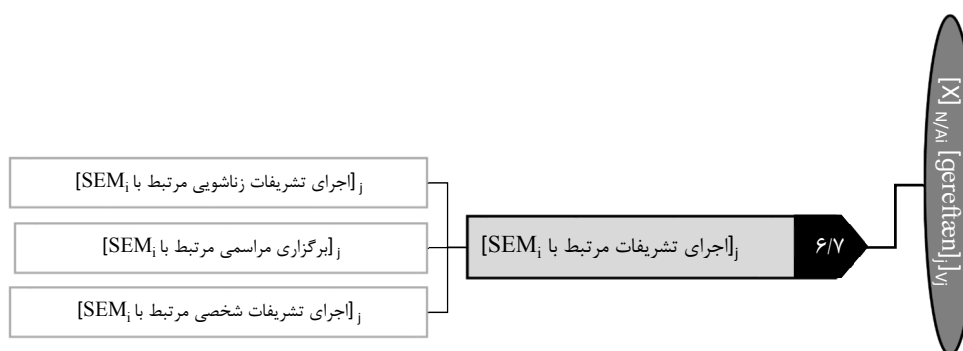 [X] N/Ai [gereftæn]j]Vj
۶/۷
[اجرای تشریفات مرتبط با SEMi]j
[اجرای تشریفات زناشویی مرتبط با SEMi]j
[برگزاری مراسمی مرتبط با SEMi]j
[اجرای تشریفات شخصی مرتبط با SEMi]j